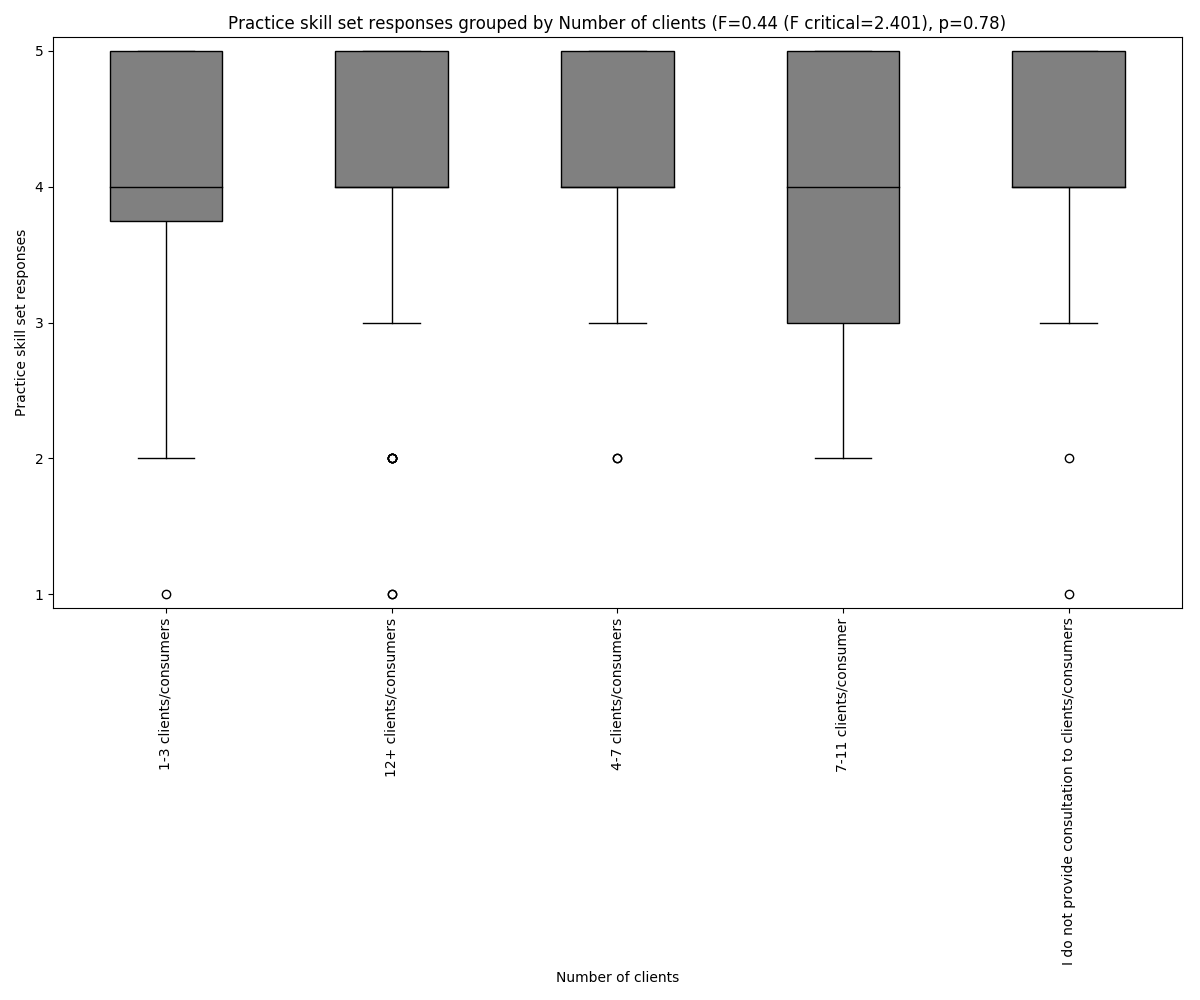 Practice skill set responses grouped by Number of clients (F=0.44 (F critical=2.401), p=0.78)
Practice skill set responses
5
4
3
2
1
1-3 clients/consumers
12+ clients/consumers
4-7 clients/consumers
7-11 clients/consumer
I do not provide consultation to clients/consumers
Number of clients